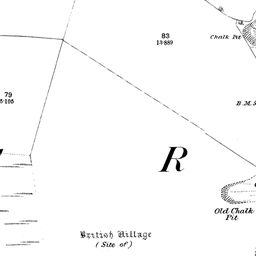 83
13·889
Chalk Pit
79
B.M.
R
Old Chalk
Pit
British Village
(Site of)